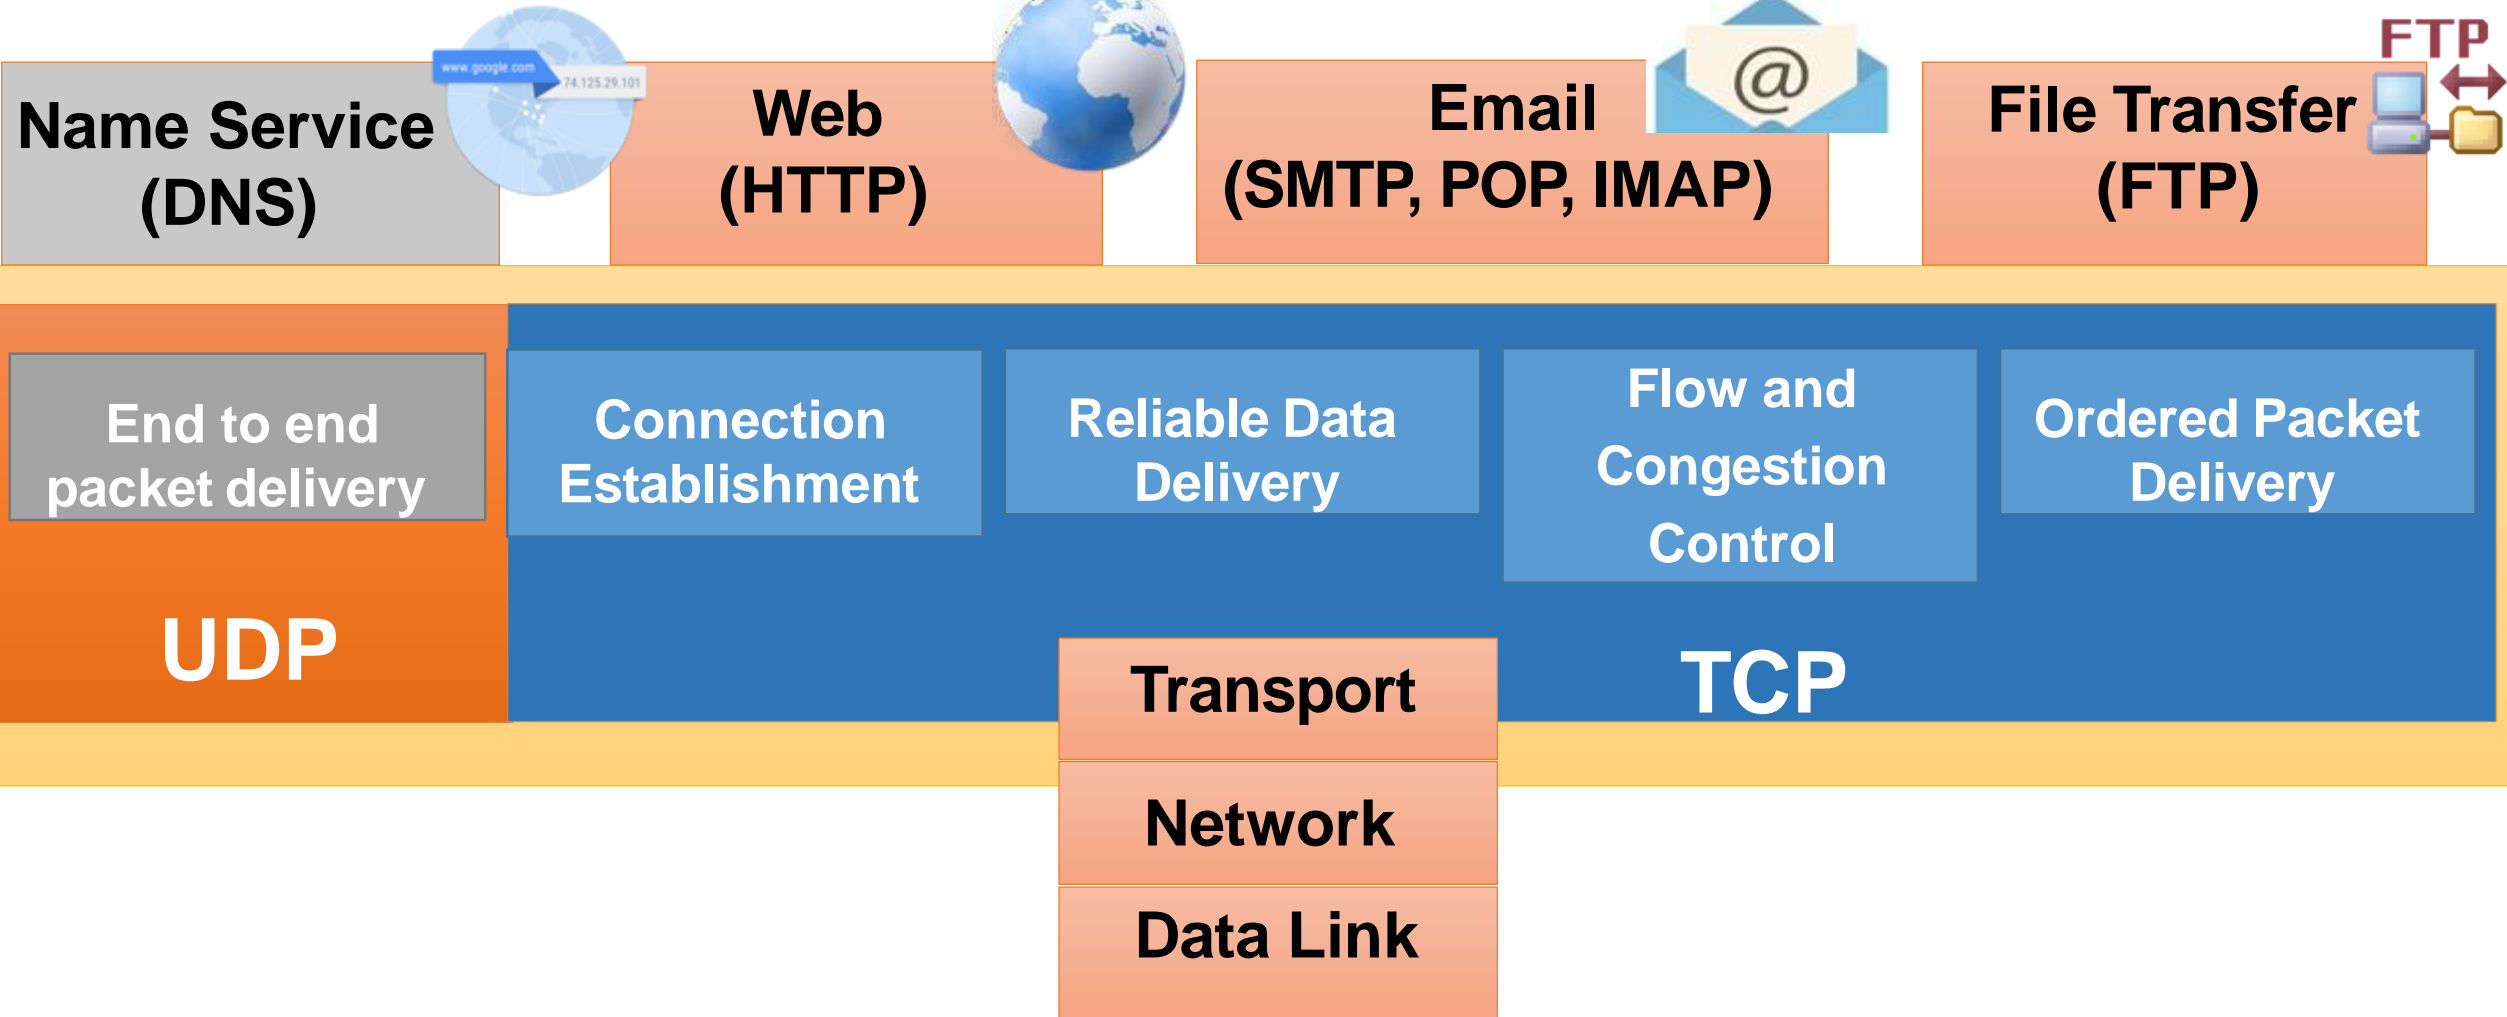 FTP
www.google.com
74.125.29.101
Name Service
(DNS)
Web
(HTTP)
Email
(SMTP, POP, IMAP)
@
File Transfer
(FTP)
End to end
packet delivery
Connection
Establishment
Reliable Data
Delivery
Flow and
Congestion
Control
Ordered Packet
Delivery
UDP
TCP
Transport
Network
Data Link